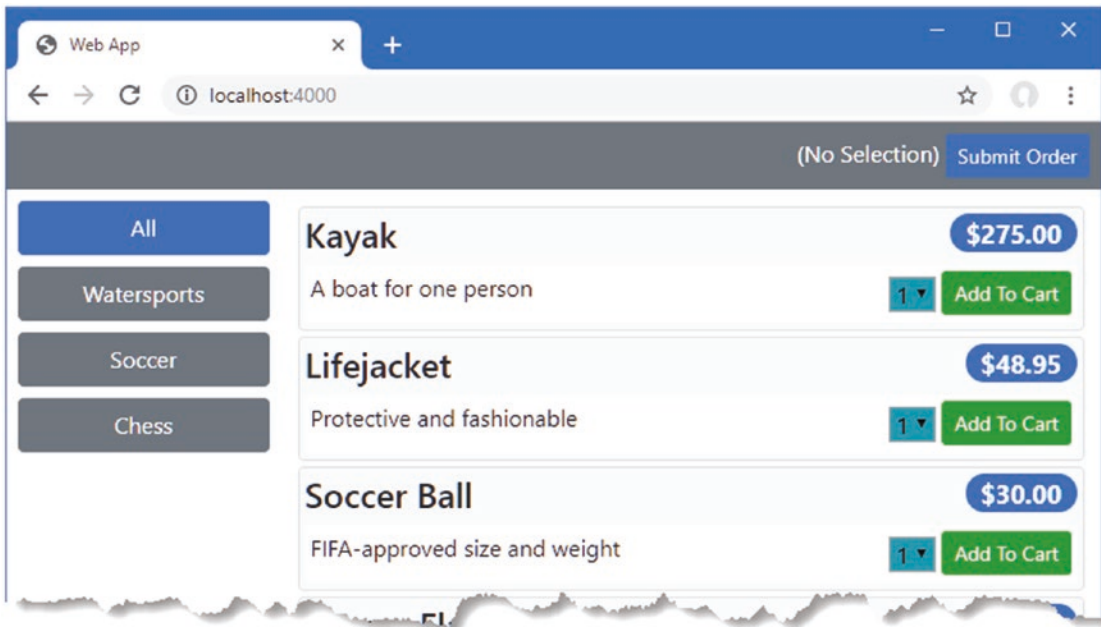 Web App
localhost:4000
(No Selection) Submit Order
All
Watersports
Soccer
Chess
Kayak $275.00
A boat for one person 1 Add To Cart
Lifejacket $48.95
Protective and fashionable 1 Add To Cart
Soccer Ball $30.00
FIFA-approved size and weight 1 Add To Cart